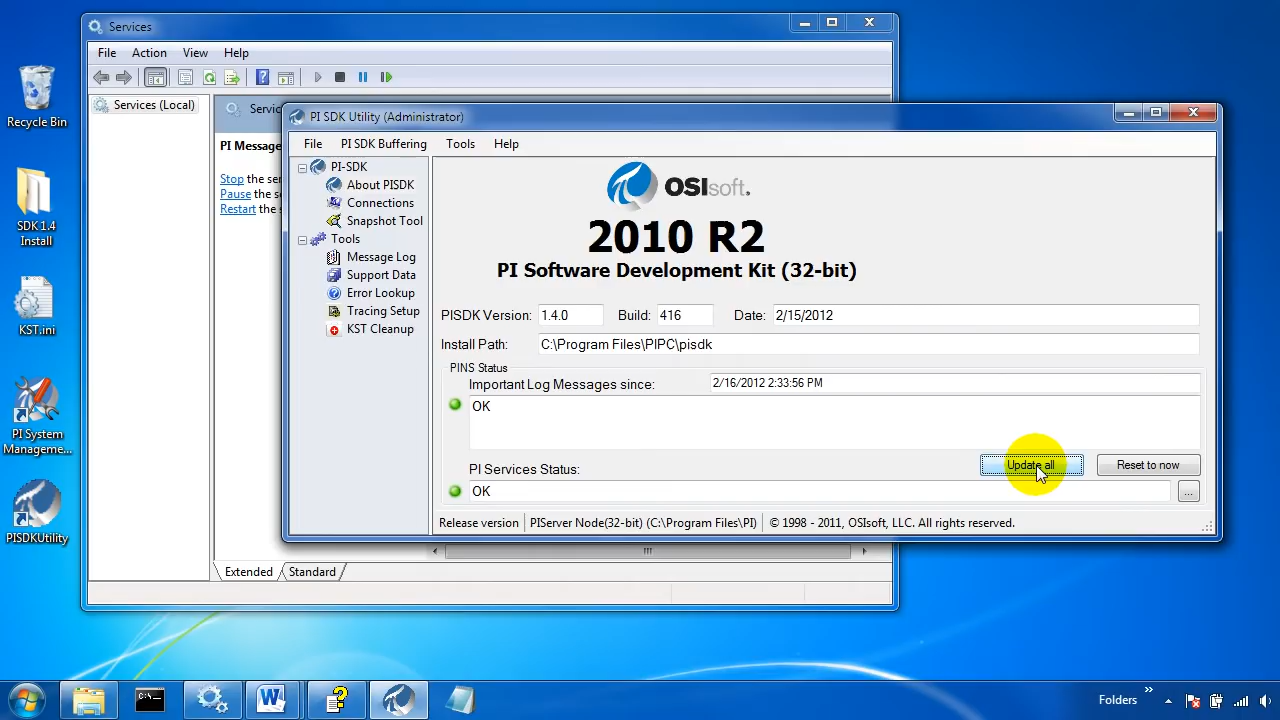 Services
File Action View Help
Services (Local)
Servic
PI Message
Stop the ser
Pause the s
Restart the s
Extended Standard
PI SDK Utility (Administrator)
File PI SDK Buffering Tools Help
PI-SDK
About PISDK
Connections
Snapshot Tool
Tools
Message Log
Support Data
Error Lookup
Tracing Setup
KST Cleanup
OSIsoft.
2010 R2
PI Software Development Kit (32-bit)
PISDK Version: 1.4.0 Build: 416 Date: 2/15/2012
Install Path: C:\Program Files\PIPC\pisdk
PINS Status
Important Log Messages since: 2/16/2012 2:33:56 PM
OK
Update all Reset to now
PI Services Status:
OK ...
Release version PIServer Node(32-bit) (C:\Program Files\PI) © 1998 - 2011, OSIsoft, LLC. All rights reserved.
Recycle Bin
SDK 1.4
Install
KST.ini
PI System
Manageme...
PISDKUtility
C:\.
W
Folders »